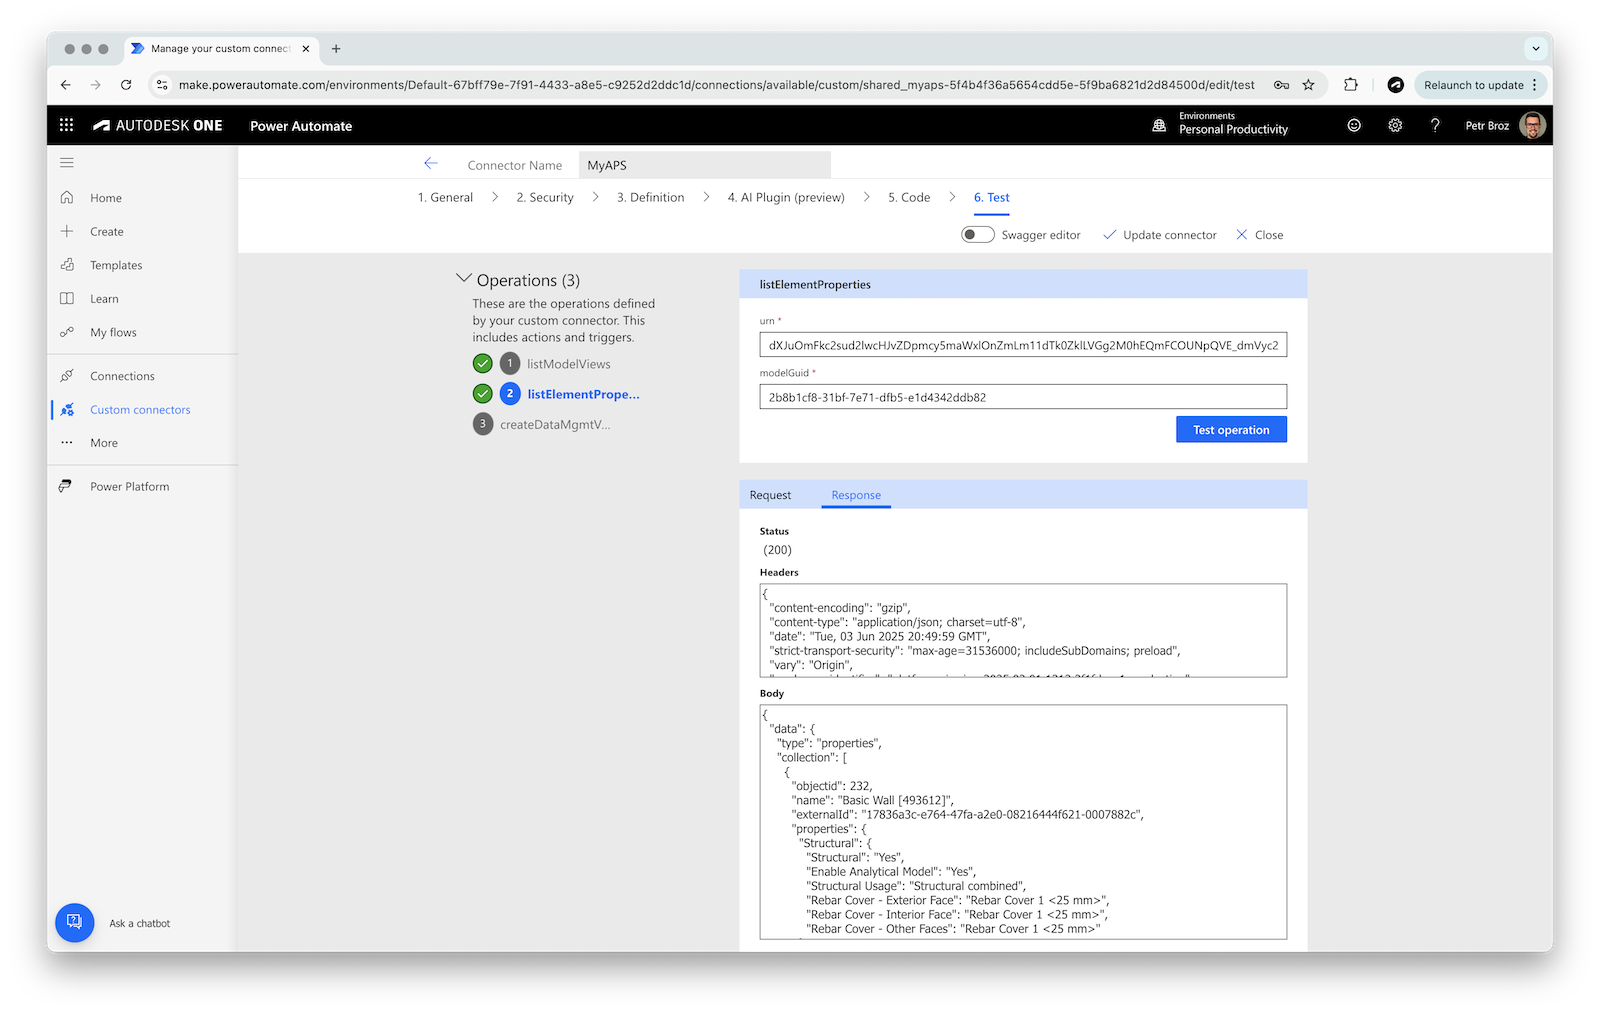 Manage your custom connect
make.powerautomate.com/environments/Default-67bff79e-7f91-4433-a8e5-c9252d2ddc1d/connections/available/custom/shared_myaps-5f4b4f36a5654cdd5e-5f9ba6821d2d84500d/edit/test
Relaunch to update
AUTODESK ONE
Power Automate
Environments
Personal Productivity
Petr Broz
Connector Name
MyAPS
1. General
2. Security
3. Definition
4. AI Plugin (preview)
5. Code
6. Test
Swagger editor
Update connector
Close
Home
Create
Templates
Learn
My flows
Connections
Custom connectors
More
Power Platform
Ask a chatbot
Operations (3)
These are the operations defined
by your custom connector. This
includes actions and triggers.
1 listModelViews
2 listElementPrope...
3 createDataMgmtV...
listElementProperties
urn *
dXJuOmFkc2sud2lwcHJvZDpmcy5maWxlOnZmLm11dTk0ZklLVGg2M0hEQmFCOUNpQVE_dmVyc2
modelGuid *
2b8b1cf8-31bf-7e71-dfb5-e1d4342ddb82
Test operation
Request
Response
Status
(200)
Headers
{
"content-encoding": "gzip",
"content-type": "application/json; charset=utf-8",
"date": "Tue, 03 Jun 2025 20:49:59 GMT",
"strict-transport-security": "max-age=31536000; includeSubDomains; preload",
"vary": "Origin",
Body
{
"data": {
"type": "properties",
"collection": [
{
"objectid": 232,
"name": "Basic Wall [493612]",
"externalId": "17836a3c-e764-47fa-a2e0-08216444f621-0007882c",
"properties": {
"Structural": {
"Structural": "Yes",
"Enable Analytical Model": "Yes",
"Structural Usage": "Structural combined",
"Rebar Cover - Exterior Face": "Rebar Cover 1 <25 mm>",
"Rebar Cover - Interior Face": "Rebar Cover 1 <25 mm>",
"Rebar Cover - Other Faces": "Rebar Cover 1 <25 mm>"